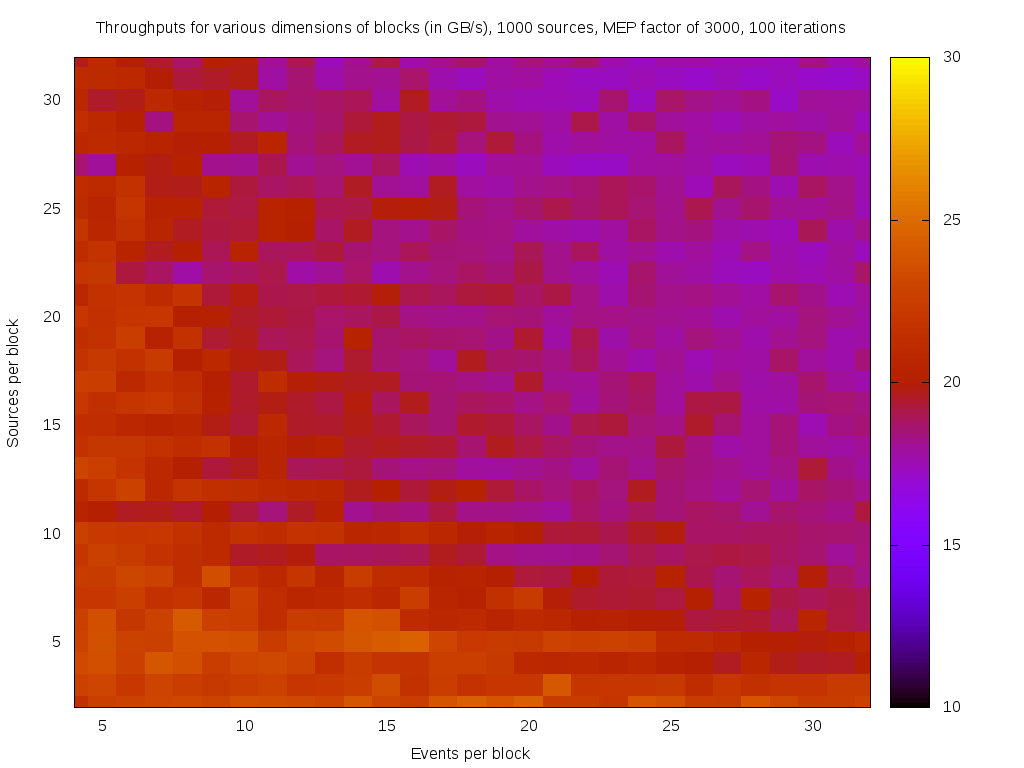 Throughputs for various dimensions of blocks (in GB/s), 1000 sources, MEP factor of 3000, 100 iterations
30
25
20
15
10
5
Sources per block
5 10 15 20 25 30
Events per block
30
25
20
15
10